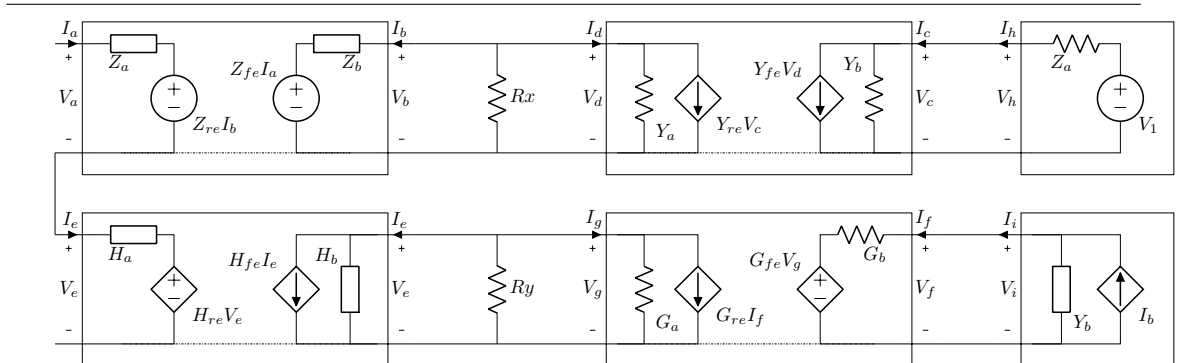 I_a I_b I_d I_c I_h
Z_a Z_b Z_a
+ + + + +
Z_{fe}I_a Y_{fe}V_d Y_b
V_a + − + − V_b Rx V_d V_c V_h + −
Z_{re}I_b Y_a Y_{re}V_c V_1
- - - - -
I_e I_e I_g I_f I_i
H_a G_b
+ + + + +
H_{fe}I_e H_b G_{fe}V_g
V_e + − V_e Ry V_g + − V_f V_i
H_{re}V_e G_a G_{re}I_f Y_b I_b
- - - - -